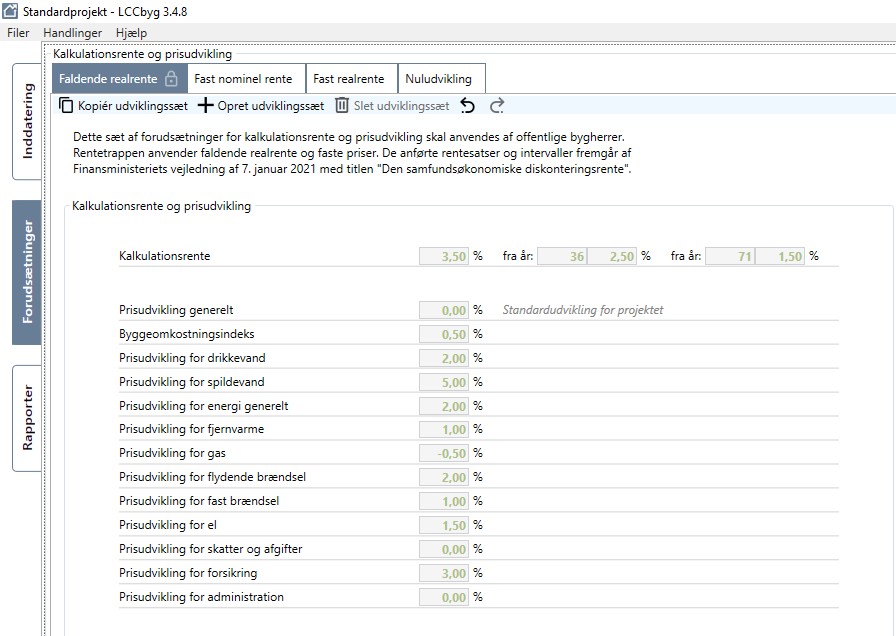 Standardprojekt - LCCbyg 3.4.8
Filer Handlinger Hjælp
Kalkulationsrente og prisudvikling
Faldende realrente Fast nominel rente Fast realrente Nuludvikling
Kopiér udviklingssæt Opret udviklingssæt Slet udviklingssæt
Inddatering
Forudsætninger
Rapporter
Dette sæt af forudsætninger for kalkulationsrente og prisudvikling skal anvendes af offentlige bygherrer.
Rentetrappen anvender faldende realrente og faste priser. De anførte rentesatser og intervaller fremgår af
Finansministeriets vejledning af 7. januar 2021 med titlen "Den samfundsøkonomiske diskonteringsrente".
Kalkulationsrente og prisudvikling
Kalkulationsrente 3,50 % fra år: 36 2,50 % fra år: 71 1,50 %
Prisudvikling generelt 0,00 % Standardudvikling for projektet
Byggeomkostningsindeks 0,50 %
Prisudvikling for drikkevand 2,00 %
Prisudvikling for spildevand 5,00 %
Prisudvikling for energi generelt 2,00 %
Prisudvikling for fjernvarme 1,00 %
Prisudvikling for gas -0,50 %
Prisudvikling for flydende brændsel 2,00 %
Prisudvikling for fast brændsel 1,00 %
Prisudvikling for el 1,50 %
Prisudvikling for skatter og afgifter 0,00 %
Prisudvikling for forsikring 3,00 %
Prisudvikling for administration 0,00 %